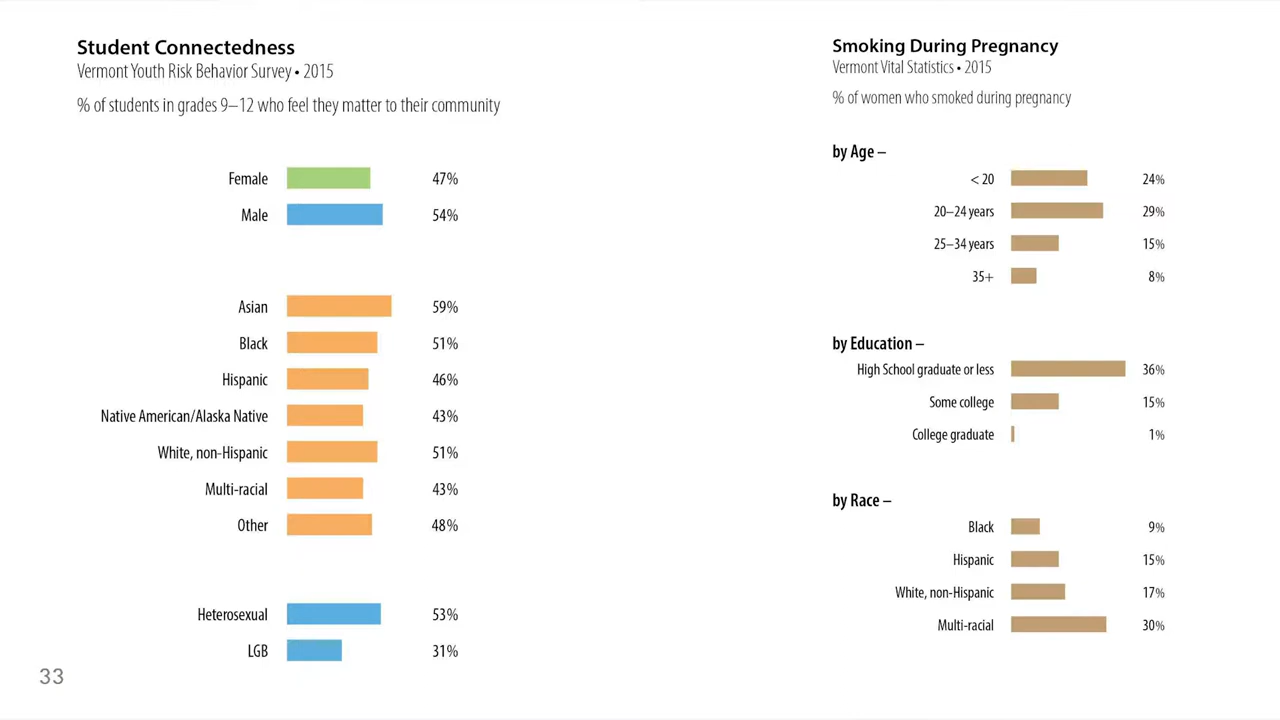 Student Connectedness
Vermont Youth Risk Behavior Survey • 2015
% of students in grades 9–12 who feel they matter to their community
Female 47%
Male 54%
Asian 59%
Black 51%
Hispanic 46%
Native American/Alaska Native 43%
White, non-Hispanic 51%
Multi-racial 43%
Other 48%
Heterosexual 53%
LGB 31%
33
Smoking During Pregnancy
Vermont Vital Statistics • 2015
% of women who smoked during pregnancy
by Age –
< 20 24%
20–24 years 29%
25–34 years 15%
35+ 8%
by Education –
High School graduate or less 36%
Some college 15%
College graduate 1%
by Race –
Black 9%
Hispanic 15%
White, non-Hispanic 17%
Multi-racial 30%